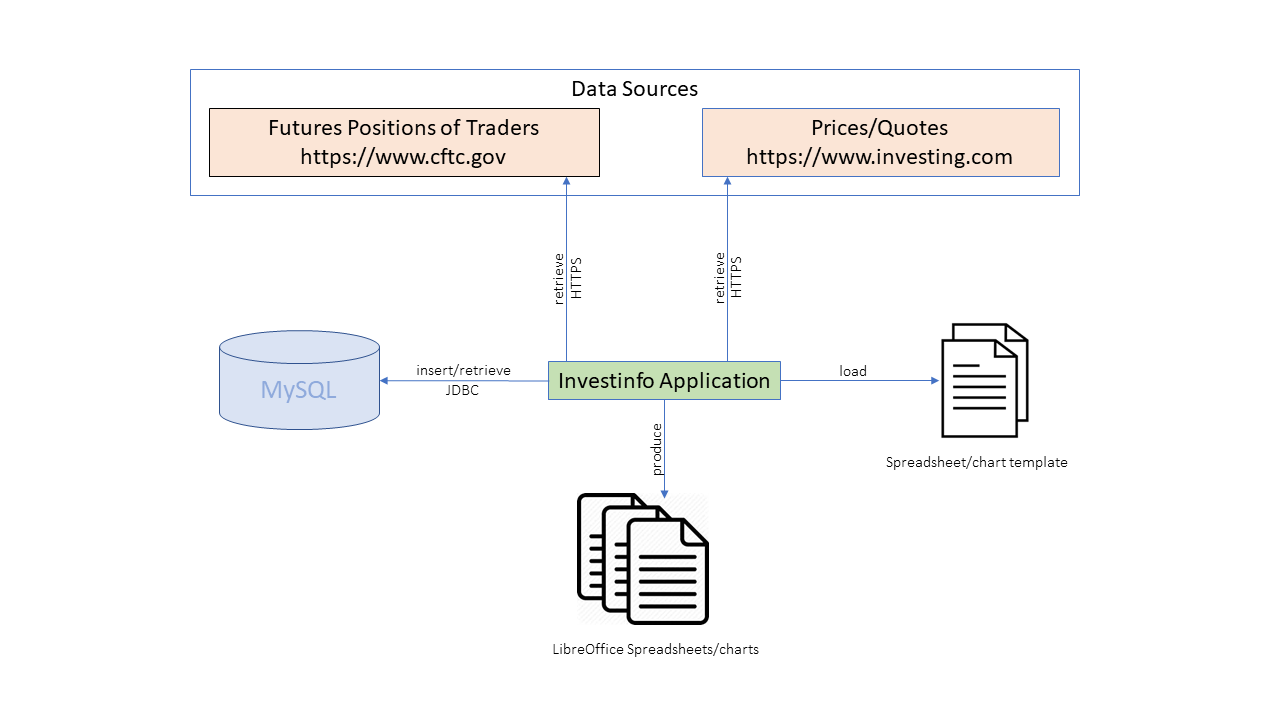 Data Sources
Futures Positions of Traders
https://www.cftc.gov
Prices/Quotes
https://www.investing.com
retrieve
HTTPS
retrieve
HTTPS
MySQL
insert/retrieve
JDBC
Investinfo Application
load
Spreadsheet/chart template
produce
LibreOffice Spreadsheets/charts